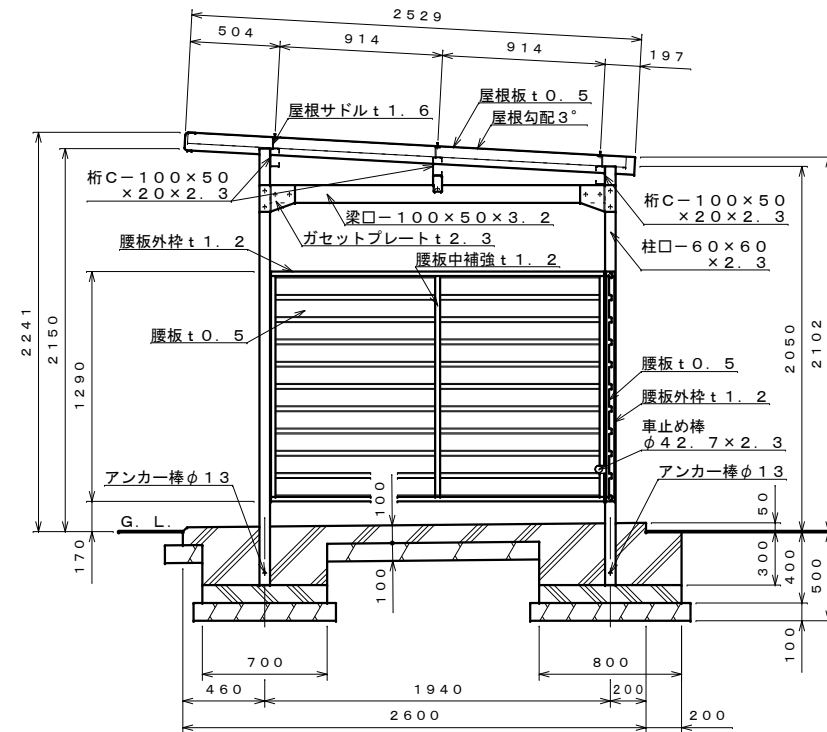 2529
504
914
914
197
屋根サドルt1.6
屋根板t0.5
屋根勾配3°
桁C-100×50
×20×2.3
桁C-100×50
×20×2.3
梁口-100×50×3.2
ガセットプレートt2.3
柱口-60×60
×2.3
腰板外枠t1.2
腰板中補強t1.2
2241
2150
1290
腰板t0.5
2050
2102
腰板t0.5
腰板外枠t1.2
車止め棒
φ42.7×2.3
アンカー棒φ13
アンカー棒φ13
G.L.
170
100
100
50
300
400
500
100
700
800
460
1940
200
2600
200